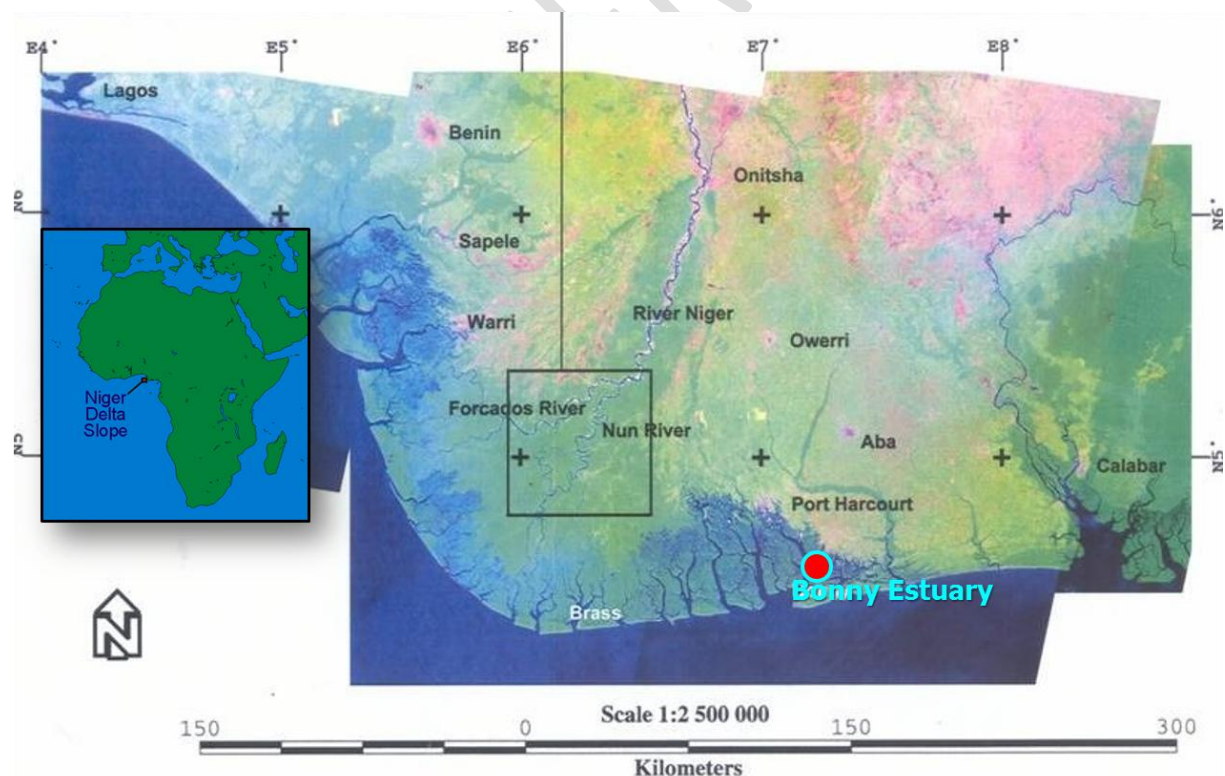 E4°
E5°
E6°
E7°
E8°
Lagos
Benin
Onitsha
N6
N6°
Sapele
River Niger
Warri
Owerri
Niger
Delta
Slope
Forcados River
Nun River
Aba
N5
N5°
Calabar
Port Harcourt
Bonny Estuary
Brass
N
Scale 1:2 500 000
150
0
150
300
Kilometers